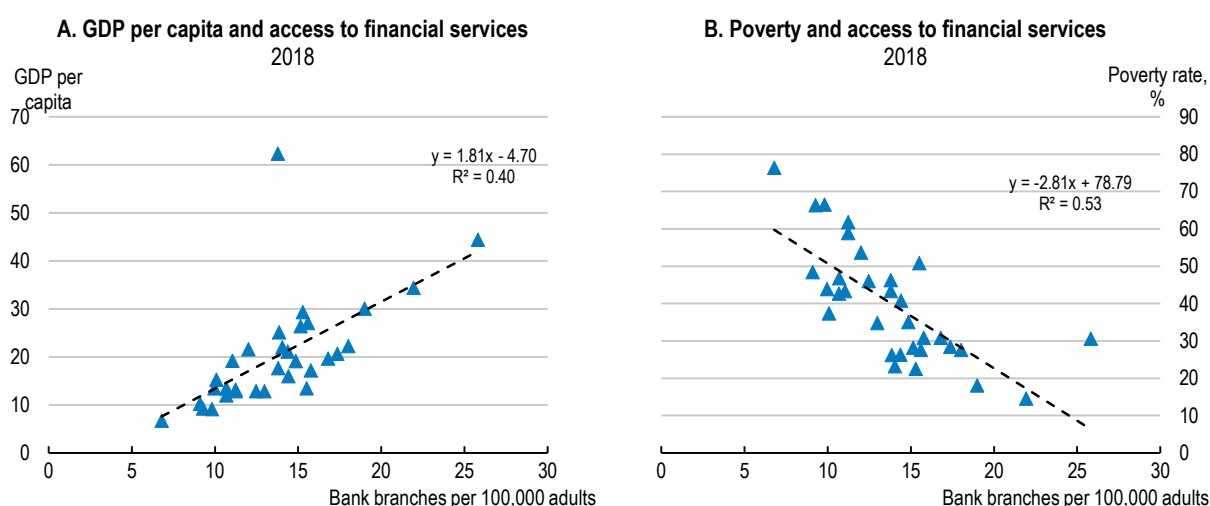 A. GDP per capita and access to financial services
2018
GDP per
capita
70
60
50
40
30
20
10
0
y = 1.81x - 4.70
R² = 0.40
0 5 10 15 20 25 30
Bank branches per 100,000 adults
B. Poverty and access to financial services
2018
Poverty rate,
%
90
80
70
60
50
40
30
20
10
0
y = -2.81x + 78.79
R² = 0.53
0 5 10 15 20 25 30
Bank branches per 100,000 adults